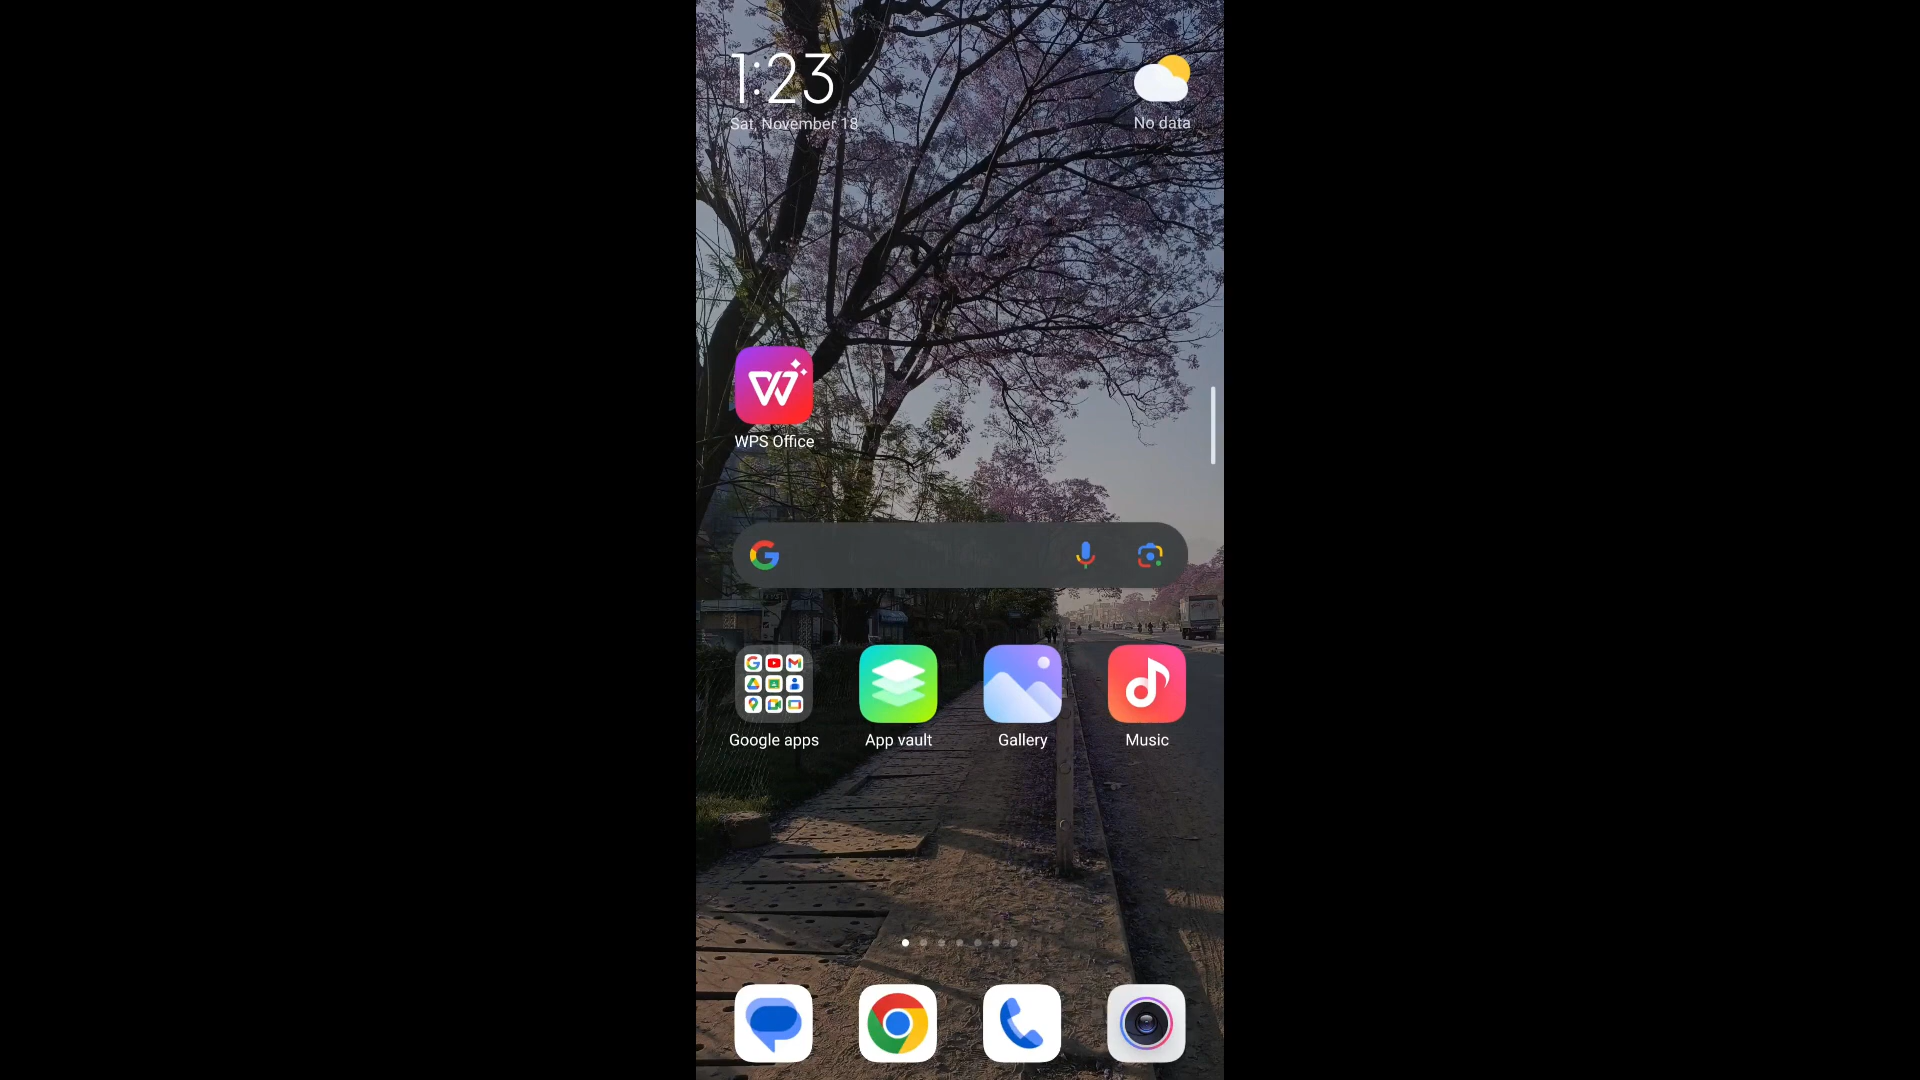 1:23
Sat, November 18
No data
WPS Office
Google apps
App vault
Gallery
Music